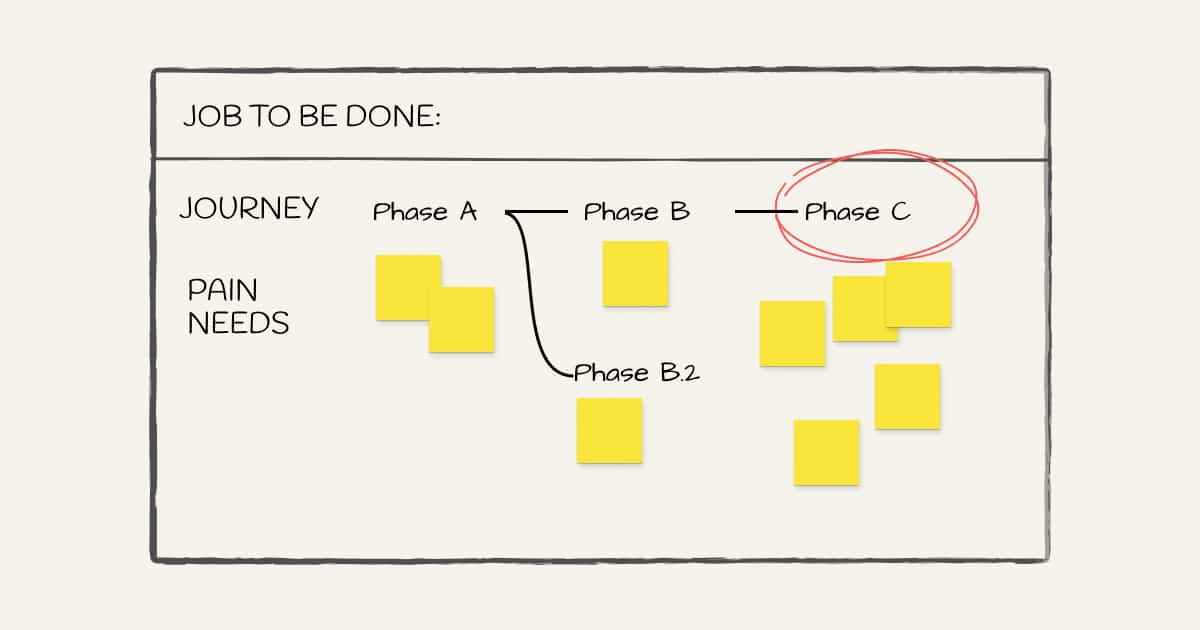 JOB TO BE DONE:
JOURNEY
Phase A
Phase B
Phase C
PAIN
NEEDS
Phase B.2